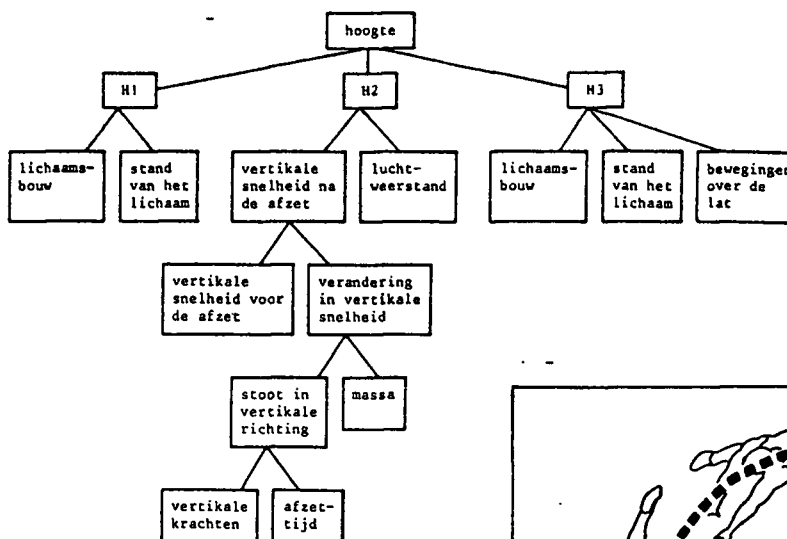 hoogte
H1
H2
H3
lichaams-
bouw
stand
van het
lichaam
vertikale
snelheid na
de afzet
lucht-
weerstand
lichaams-
bouw
stand
van het
lichaam
bewegingen
over de
lat
vertikale
snelheid voor
de afzet
verandering
in vertikale
snelheid
stoot in
vertikale
richting
massa
vertikale
krachten
afzet-
tijd